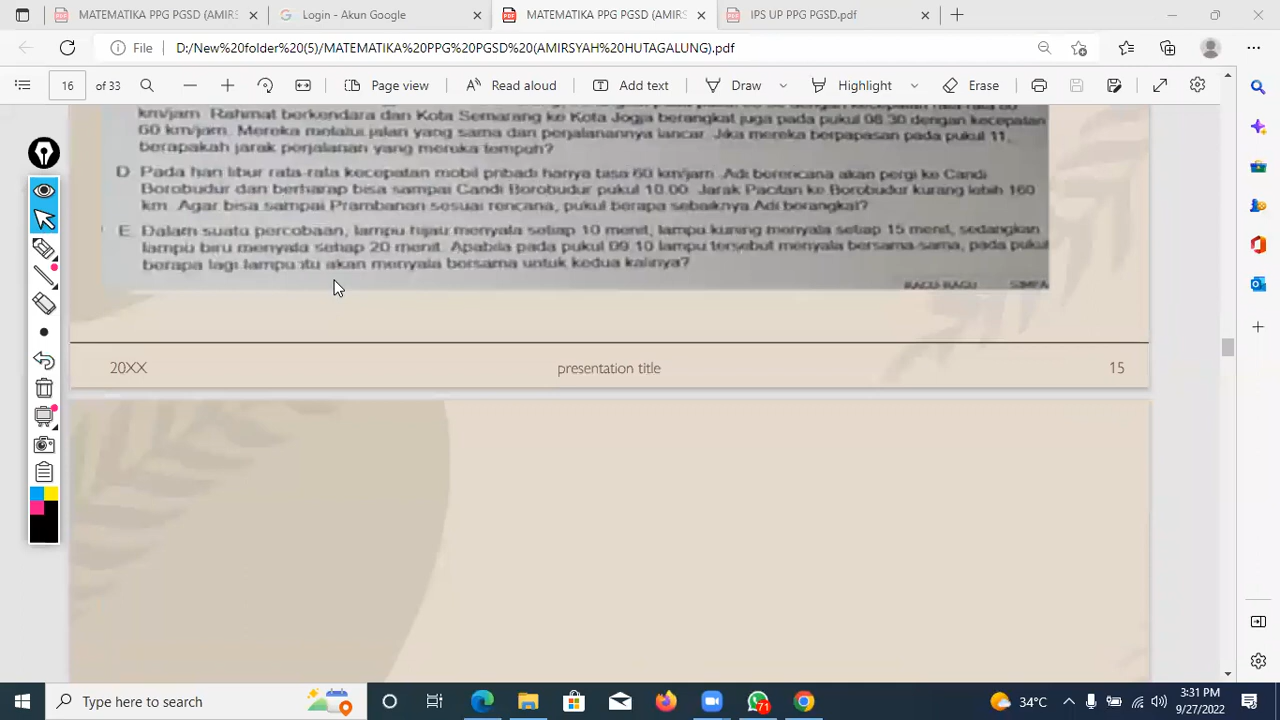 MATEMATIKA PPG PGSD (AMIRS
Login - Akun Google
MATEMATIKA PPG PGSD (AMIRS
IPS UP PPG PGSD.pdf
File
D:/New%20folder%20(5)/MATEMATIKA%20PPG%20PGSD%20(AMIRSYAH%20HUTAGALUNG).pdf
16 of 33
Page view
Read aloud
Add text
Draw
Highlight
Erase
km/jam. Rahmat berkendara dari Kota Semarang ke Kota Jogja berangkat juga pada pukul 08.30 dengan kecepatan
60 km/jam. Mereka melalui jalan yang sama dan perjalanannya lancar. Jika mereka berpapasan pada pukul 11,
berapakah jarak perjalanan yang mereka tempuh?
D Pada hari libur rata-rata kecepatan mobil pribadi hanya bisa 60 km/jam. Adi berencana akan pergi ke Candi
Borobudur dan berharap bisa sampai Candi Borobudur pukul 10.00. Jarak Pacitan ke Borobudur kurang lebih 160
km. Agar bisa sampai Prambanan sesuai rencana, pukul berapa sebaiknya Adi berangkat?
E. Dalam suatu percobaan, lampu hijau menyala setiap 10 menit, lampu kuning menyala setiap 15 menit, sedangkan
lampu biru menyala setiap 20 menit. Apabila pada pukul 09.10 lampu tersebut menyala bersama-sama, pada pukul
berapa lagi lampu itu akan menyala bersama untuk kedua kalinya?
RAGU-RAGU SIMPA
20XX
presentation title
15
Type here to search
71
34°C
3:31 PM
9/27/2022